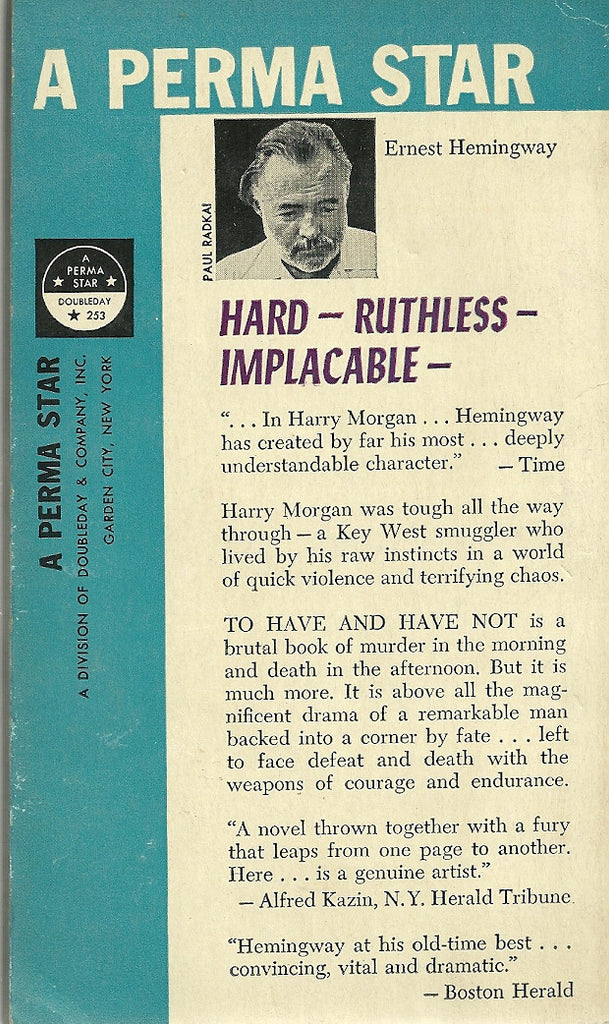 A PERMA STAR
Ernest Hemingway
PAUL RADKAI
A
PERMA
STAR
DOUBLEDAY
253
A PERMA STAR
A DIVISION OF DOUBLEDAY & COMPANY, INC.
GARDEN CITY, NEW YORK
HARD – RUTHLESS –
IMPLACABLE –
“. . . In Harry Morgan . . . Hemingway
has created by far his most . . . deeply
understandable character.” – Time
Harry Morgan was tough all the way
through – a Key West smuggler who
lived by his raw instincts in a world
of quick violence and terrifying chaos.
TO HAVE AND HAVE NOT is a
brutal book of murder in the morning
and death in the afternoon. But it is
much more. It is above all the mag-
nificent drama of a remarkable man
backed into a corner by fate . . . left
to face defeat and death with the
weapons of courage and endurance.
“A novel thrown together with a fury
that leaps from one page to another.
Here . . . is a genuine artist.”
– Alfred Kazin, N.Y. Herald Tribune
“Hemingway at his old-time best . . .
convincing, vital and dramatic.”
– Boston Herald